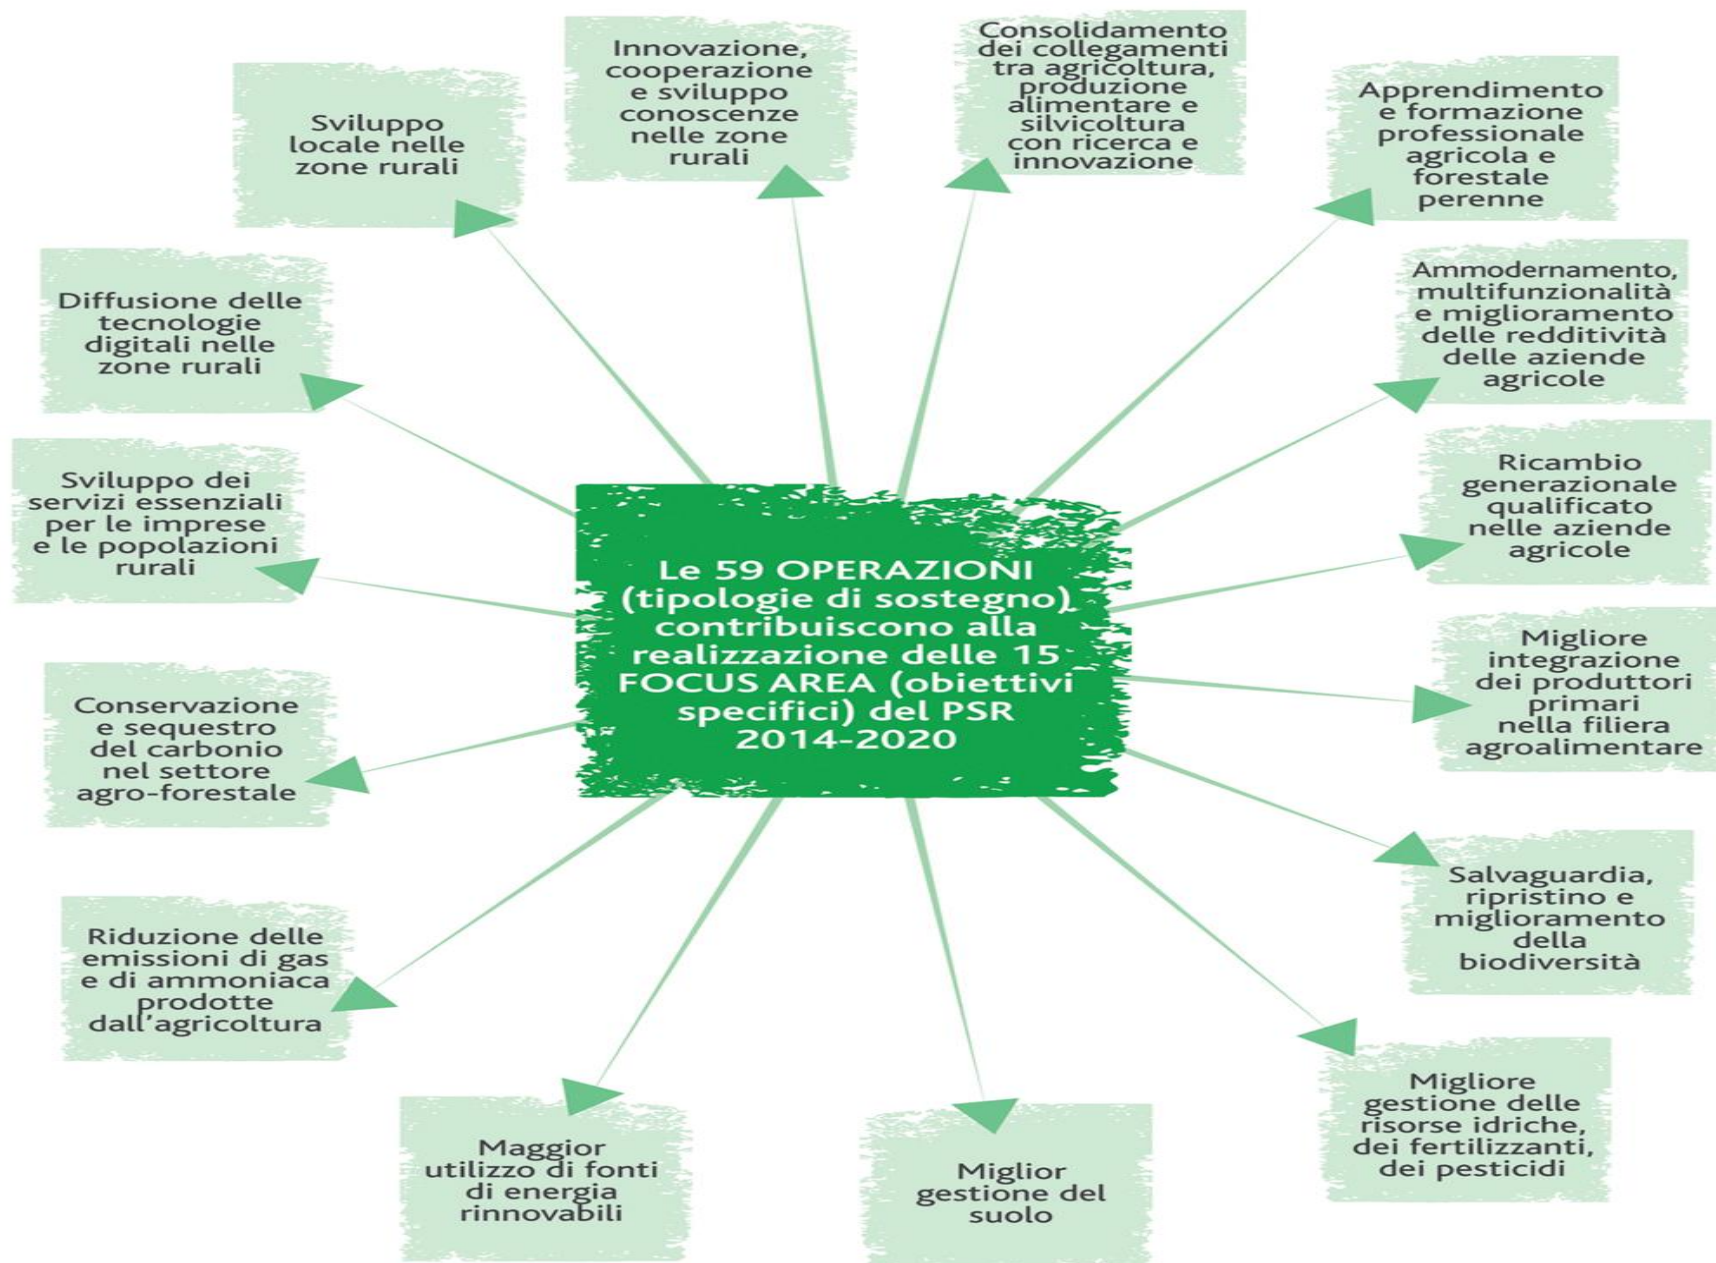 Innovazione,
cooperazione
e sviluppo
conoscenze
nelle zone
rurali
Consolidamento
dei collegamenti
tra agricoltura,
produzione
alimentare e
silvicoltura
con ricerca e
innovazione
Apprendimento
e formazione
professionale
agricola e
forestale
perenne
Ammodernamento,
multifunzionalità
e miglioramento
delle redditività
delle aziende
agricole
Ricambio
generazionale
qualificato
nelle aziende
agricole
Migliore
integrazione
dei produttori
primari
nella filiera
agroalimentare
Salvaguardia,
ripristino e
miglioramento
della
biodiversità
Migliore
gestione delle
risorse idriche,
dei fertilizzanti,
dei pesticidi
Miglior
gestione del
suolo
Maggior
utilizzo di fonti
di energia
rinnovabili
Riduzione delle
emissioni di gas
e di ammoniaca
prodotte
dall'agricoltura
Conservazione
e sequestro
del carbonio
nel settore
agro-forestale
Sviluppo dei
servizi essenziali
per le imprese
e le popolazioni
rurali
Diffusione delle
tecnologie
digitali nelle
zone rurali
Sviluppo
locale nelle
zone rurali
Le 59 OPERAZIONI
(tipologie di sostegno)
contribuiscono alla
realizzazione delle 15
FOCUS AREA (obiettivi
specifici) del PSR
2014-2020